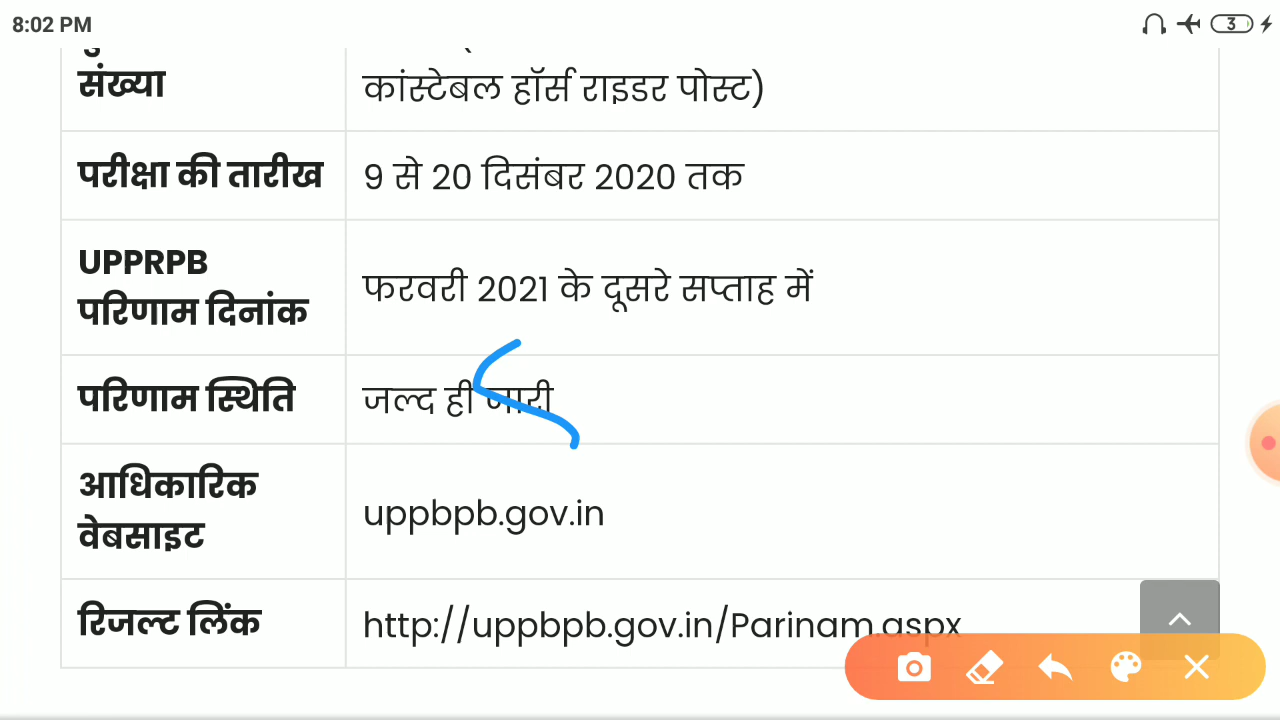 8:02 PM
3
संख्या
कांस्टेबल हॉर्स राइडर पोस्ट)
परीक्षा की तारीख
9 से 20 दिसंबर 2020 तक
UPPRPB
परिणाम दिनांक
फरवरी 2021 के दूसरे सप्ताह में
परिणाम स्थिति
जल्द ही जारी
आधिकारिक
वेबसाइट
uppbpb.gov.in
रिजल्ट लिंक
http://uppbpb.gov.in/Parinam.aspx